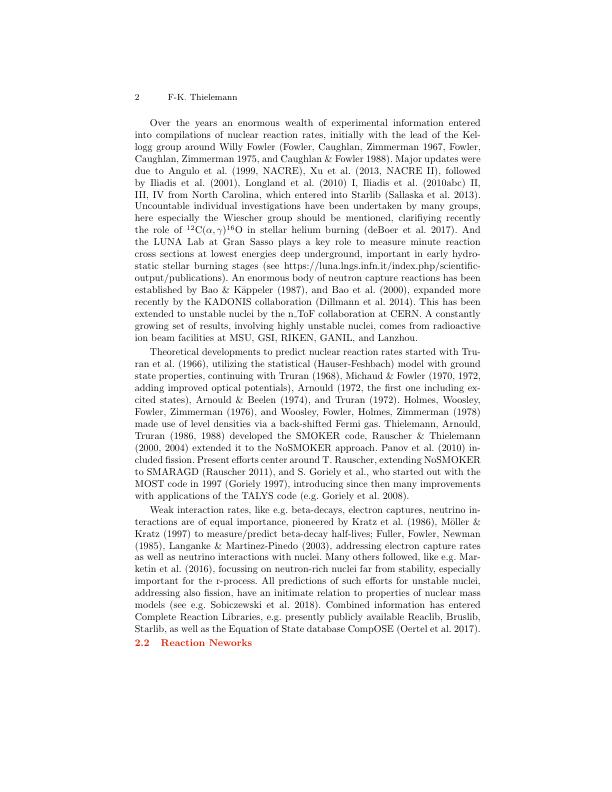 2 F-K. Thielemann
Over the years an enormous wealth of experimental information entered
into compilations of nuclear reaction rates, initially with the lead of the Kel-
logg group around Willy Fowler (Fowler, Caughlan, Zimmerman 1967, Fowler,
Caughlan, Zimmerman 1975, and Caughlan & Fowler 1988). Major updates were
due to Angulo et al. (1999, NACRE), Xu et al. (2013, NACRE II), followed
by Iliadis et al. (2001), Longland et al. (2010) I, Iliadis et al. (2010abc) II,
III, IV from North Carolina, which entered into Starlib (Sallaska et al. 2013).
Uncountable individual investigations have been undertaken by many groups,
here especially the Wiescher group should be mentioned, clarifiying recently
the role of ¹²C(α,γ)¹⁶O in stellar helium burning (deBoer et al. 2017). And
the LUNA Lab at Gran Sasso plays a key role to measure minute reaction
cross sections at lowest energies deep underground, important in early hydro-
static stellar burning stages (see https://luna.lngs.infn.it/index.php/scientific-
output/publications). An enormous body of neutron capture reactions has been
established by Bao & Käppeler (1987), and Bao et al. (2000), expanded more
recently by the KADONIS collaboration (Dillmann et al. 2014). This has been
extended to unstable nuclei by the n_ToF collaboration at CERN. A constantly
growing set of results, involving highly unstable nuclei, comes from radioactive
ion beam facilities at MSU, GSI, RIKEN, GANIL, and Lanzhou.
Theoretical developments to predict nuclear reaction rates started with Tru-
ran et al. (1966), utilizing the statistical (Hauser-Feshbach) model with ground
state properties, continuing with Truran (1968), Michaud & Fowler (1970, 1972,
adding improved optical potentials), Arnould (1972, the first one including ex-
cited states), Arnould & Beelen (1974), and Truran (1972). Holmes, Woosley,
Fowler, Zimmerman (1976), and Woosley, Fowler, Holmes, Zimmerman (1978)
made use of level densities via a back-shifted Fermi gas. Thielemann, Arnould,
Truran (1986, 1988) developed the SMOKER code, Rauscher & Thielemann
(2000, 2004) extended it to the NoSMOKER approach. Panov et al. (2010) in-
cluded fission. Present efforts center around T. Rauscher, extending NoSMOKER
to SMARAGD (Rauscher 2011), and S. Goriely et al., who started out with the
MOST code in 1997 (Goriely 1997), introducing since then many improvements
with applications of the TALYS code (e.g. Goriely et al. 2008).
Weak interaction rates, like e.g. beta-decays, electron captures, neutrino in-
teractions are of equal importance, pioneered by Kratz et al. (1986), Möller &
Kratz (1997) to measure/predict beta-decay half-lives; Fuller, Fowler, Newman
(1985), Langanke & Martinez-Pinedo (2003), addressing electron capture rates
as well as neutrino interactions with nuclei. Many others followed, like e.g. Mar-
ketin et al. (2016), focussing on neutron-rich nuclei far from stability, especially
important for the r-process. All predictions of such efforts for unstable nuclei,
addressing also fission, have an initimate relation to properties of nuclear mass
models (see e.g. Sobiczewski et al. 2018). Combined information has entered
Complete Reaction Libraries, e.g. presently publicly available Reaclib, Bruslib,
Starlib, as well as the Equation of State database CompOSE (Oertel et al. 2017).
2.2 Reaction Neworks